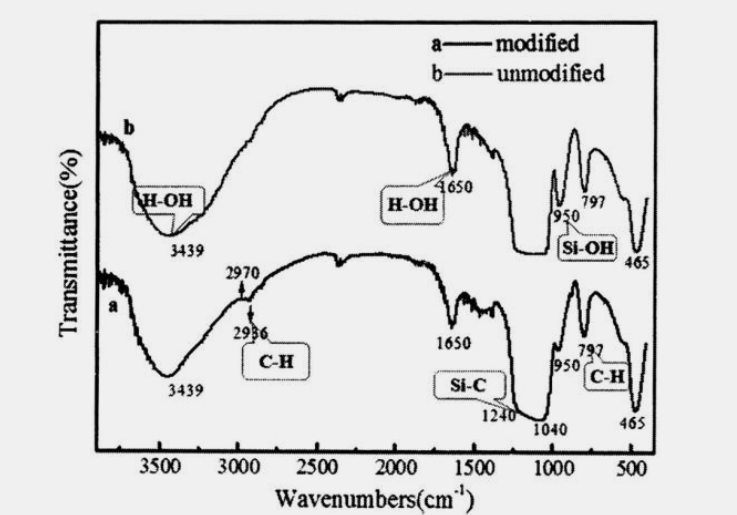 a — modified
b — unmodified
b
H-OH
3439
H-OH
1650
950
797
Si-OH
465
2970
a
2936
C-H
3439
1650
Si-C
1240
1040
950
797
C-H
465
Transmittance(%)
3500 3000 2500 2000 1500 1000 500
Wavenumbers(cm⁻¹)